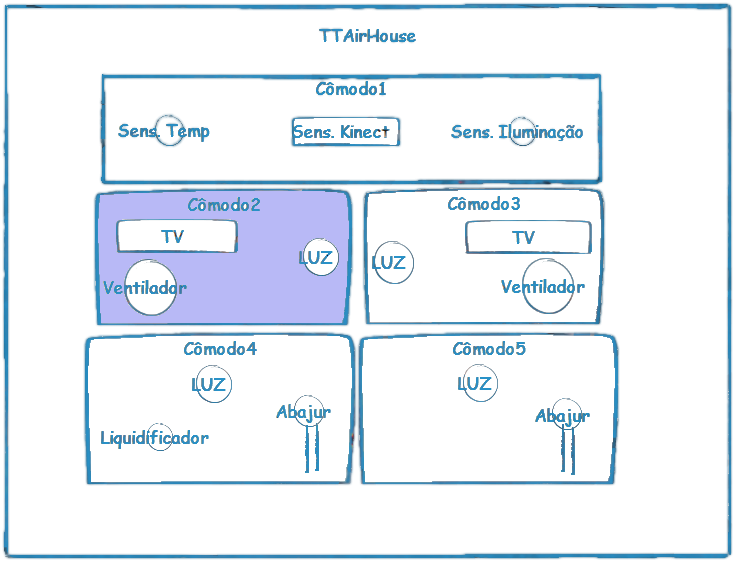 TTAirHouse
Cômodo1
Sens. Temp
Sens. Kinect
Sens. Iluminação
Cômodo2
TV
LUZ
Ventilador
Cômodo3
TV
LUZ
Ventilador
Cômodo4
LUZ
Abajur
Liquidificador
Cômodo5
LUZ
Abajur